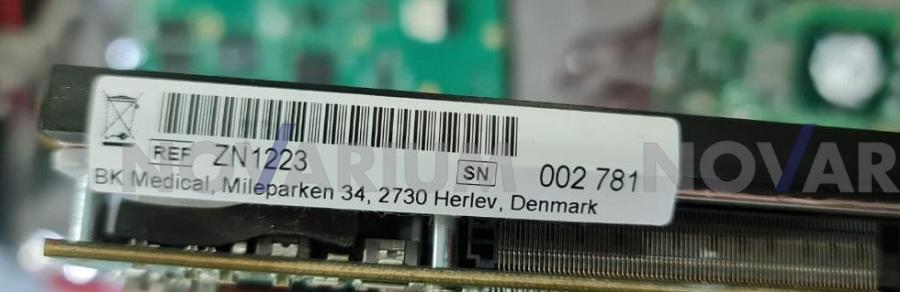 REF ZN1223 SN 002 781
BK Medical, Mileparken 34, 2730 Herlev, Denmark
NOVARIUM NOVAR